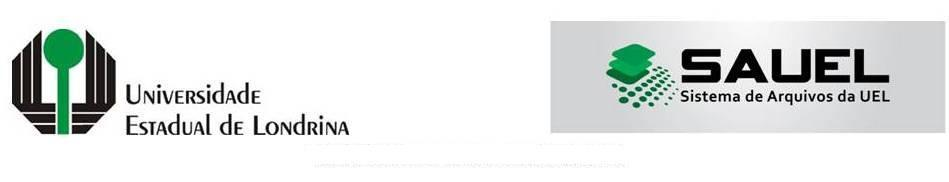 Universidade
Estadual de Londrina
SAUEL
Sistema de Arquivos da UEL